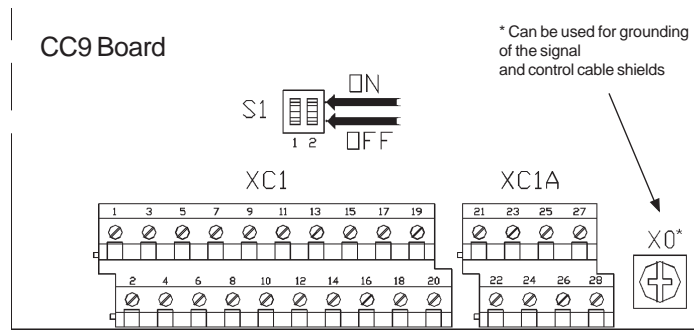 CC9 Board
* Can be used for grounding
of the signal
and control cable shields
ON
S1
1 2
OFF
XC1
XC1A
1 3 5 7 9 11 13 15 17 19
21 23 25 27
X0*
2 4 6 8 10 12 14 16 18 20
22 24 26 28